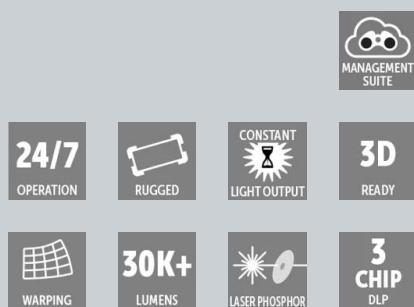 MANAGEMENT
SUITE
24/7
OPERATION
RUGGED
CONSTANT
LIGHT OUTPUT
3D
READY
WARPING
30K+
LUMENS
LASER PHOSPHOR
3
CHIP
DLP